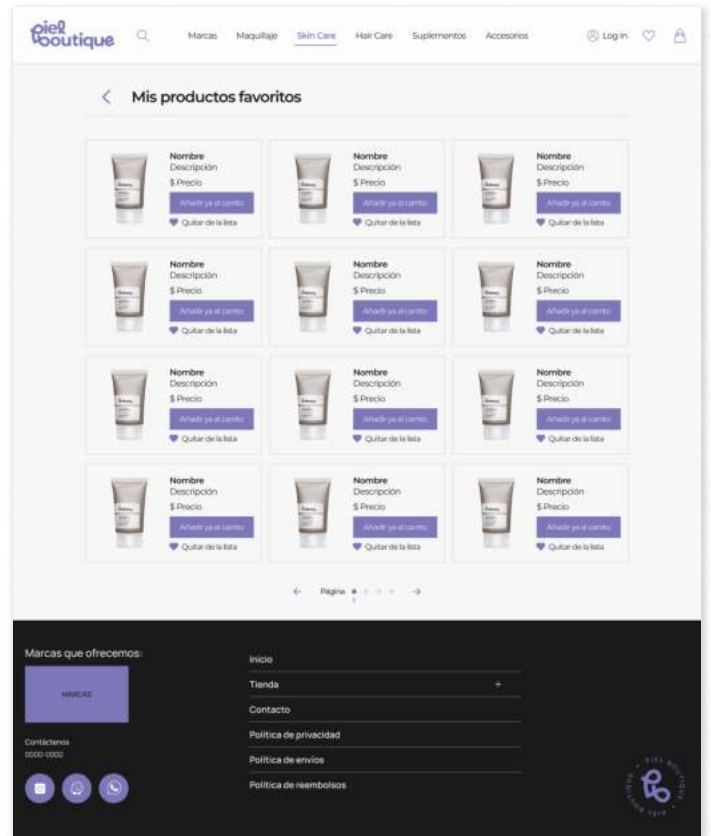 piel
boutique
Marcas Maquillaje Skin Care Hair Care Suplementos Accesorios Log In
Mis productos favoritos
Nombre Nombre Nombre
Descripción Descripción Descripción
$ Precio $ Precio $ Precio
Añadir ya al carrito Añadir ya al carrito Añadir ya al carrito
Quitar de la lista Quitar de la lista Quitar de la lista
Nombre Nombre Nombre
Descripción Descripción Descripción
$ Precio $ Precio $ Precio
Añadir ya al carrito Añadir ya al carrito Añadir ya al carrito
Quitar de la lista Quitar de la lista Quitar de la lista
Nombre Nombre Nombre
Descripción Descripción Descripción
$ Precio $ Precio $ Precio
Añadir ya al carrito Añadir ya al carrito Añadir ya al carrito
Quitar de la lista Quitar de la lista Quitar de la lista
Nombre Nombre Nombre
Descripción Descripción Descripción
$ Precio $ Precio $ Precio
Añadir ya al carrito Añadir ya al carrito Añadir ya al carrito
Quitar de la lista Quitar de la lista Quitar de la lista
Página
1
Marcas que ofrecemos:
MARCAS
Contáctenos
0000-0000
Inicio
Tienda +
Contacto
Política de privacidad
Política de envíos
Política de reembolsos
PIEL BOUTIQUE • PIEL BOUTIQUE •